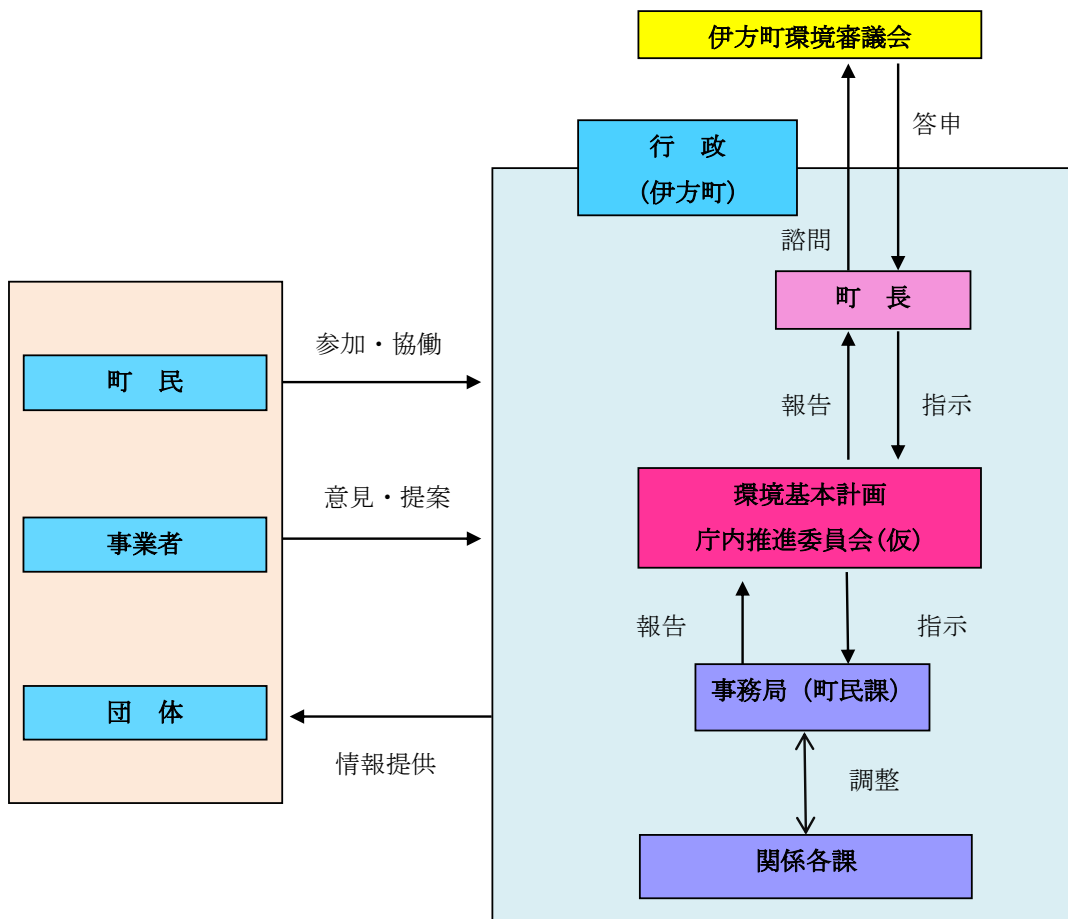 伊方町環境審議会
答申
行　政
(伊方町)
諮問
町　長
参加・協働
町　民
報告
指示
環境基本計画
庁内推進委員会(仮)
意見・提案
事業者
報告
指示
事務局（町民課）
団　体
情報提供
調整
関係各課